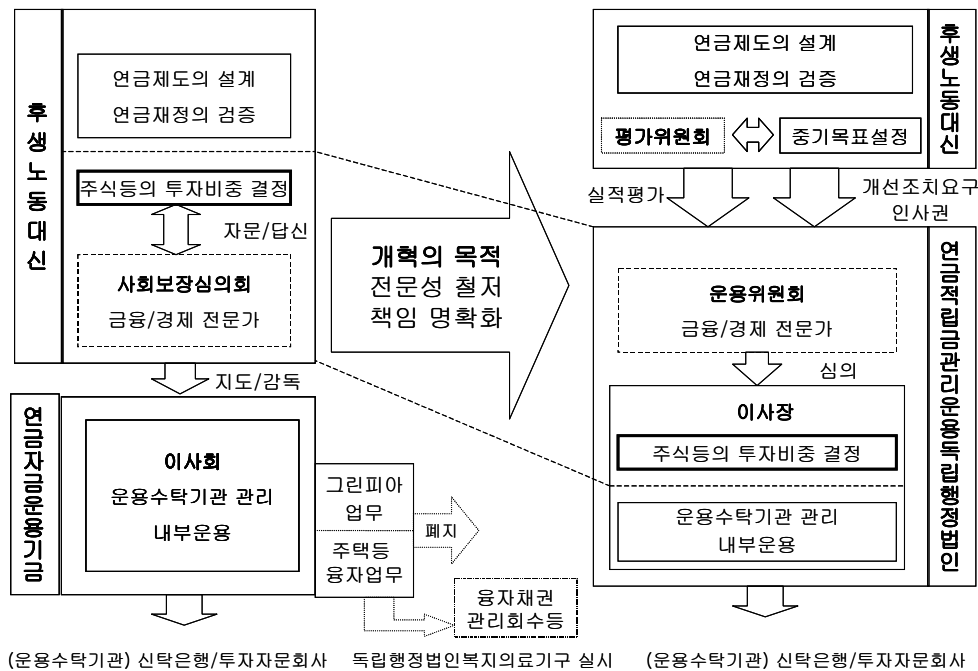 후생노동대신
연금제도의 설계
연금재정의 검증
주식등의 투자비중 결정
자문/답신
사회보장심의회
금융/경제 전문가
지도/감독
연금자금운용기금
이사회
운용수탁기관 관리
내부운용
그린피아
업무
주택등
융자업무
폐지
융자채권
관리회수등
개혁의 목적
전문성 철저
책임 명확화
후생노동대신
연금제도의 설계
연금재정의 검증
평가위원회
중기목표설정
실적평가
개선조치요구
인사권
연금적립금관리운용독립행정법인
운용위원회
금융/경제 전문가
심의
이사장
주식등의 투자비중 결정
운용수탁기관 관리
내부운용
(운용수탁기관) 신탁은행/투자자문회사
독립행정법인복지의료기구 실시
(운용수탁기관) 신탁은행/투자자문회사